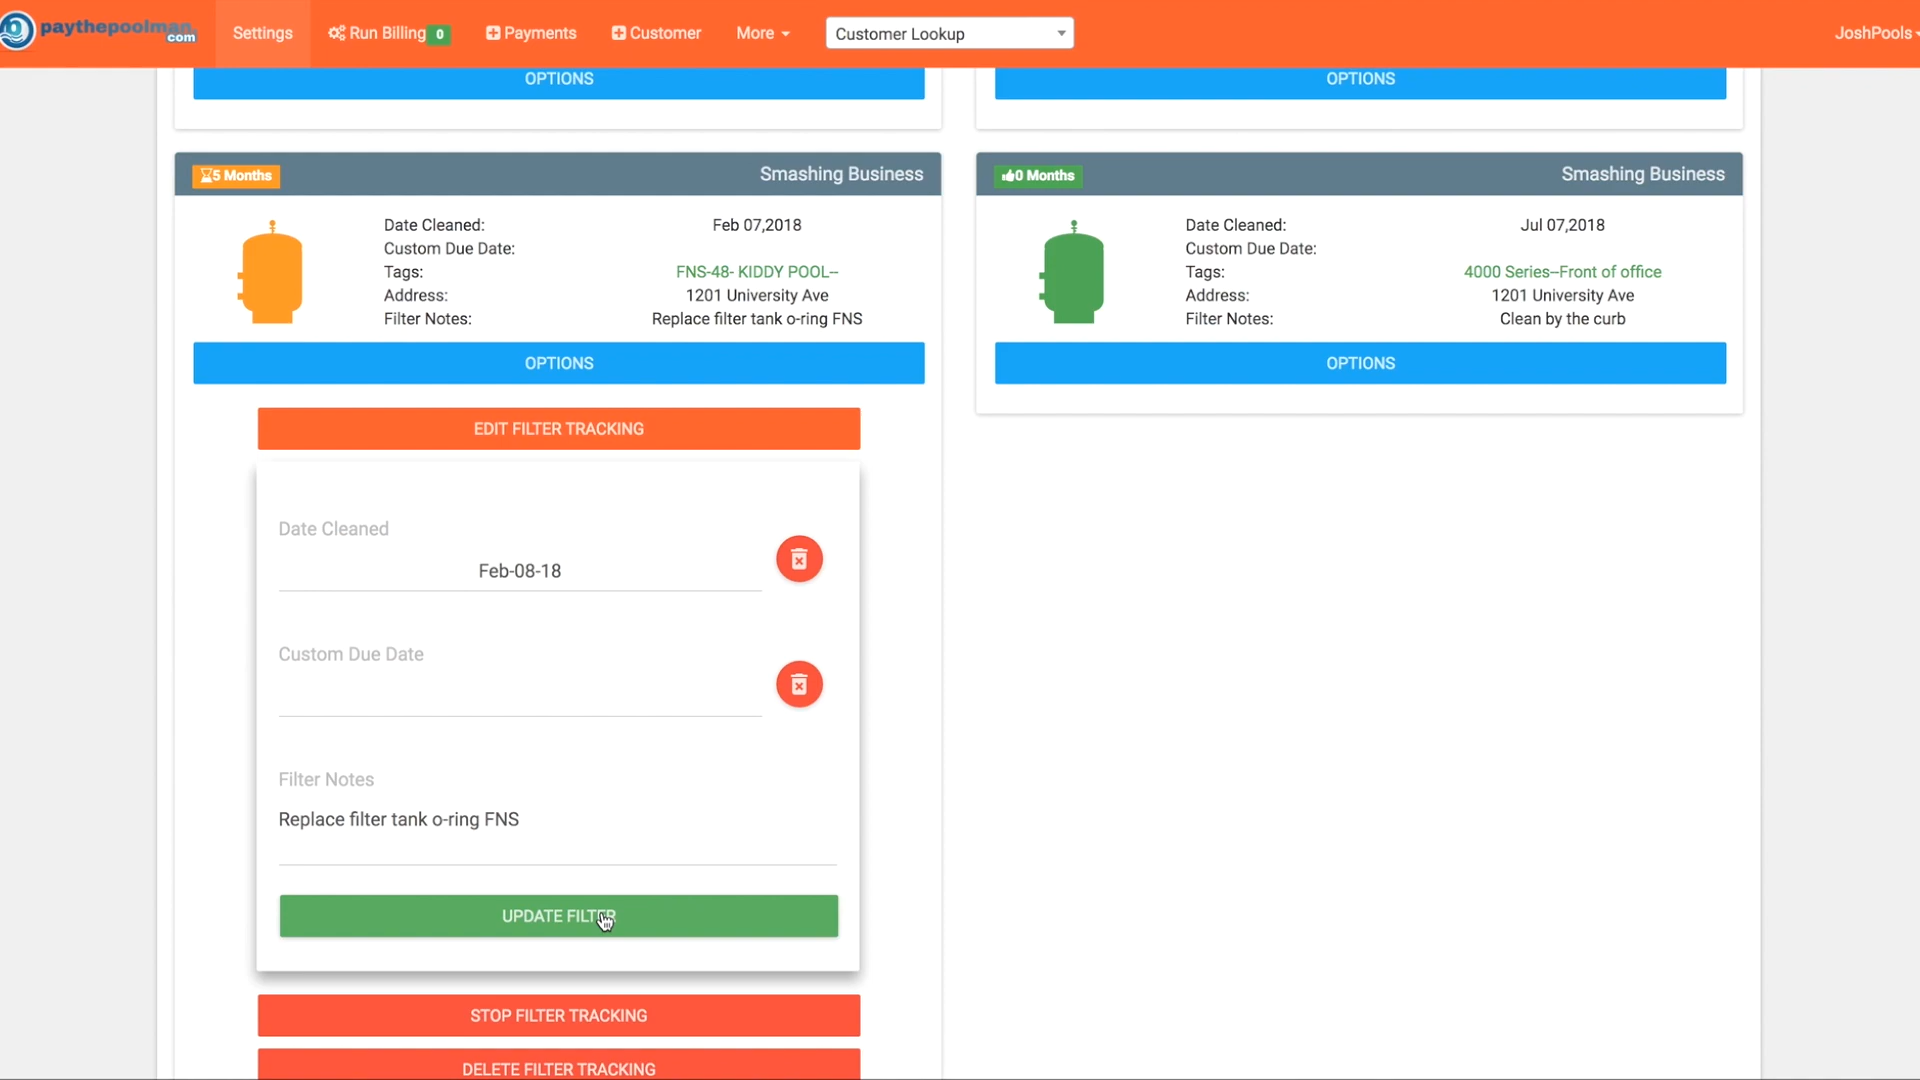 paythepoolman
.com
Settings
Run Billing 0
Payments
Customer
More
Customer Lookup
JoshPools
OPTIONS
OPTIONS
5 Months
Smashing Business
Date Cleaned: Feb 07,2018
Custom Due Date:
Tags: FNS-48- KIDDY POOL--
Address: 1201 University Ave
Filter Notes: Replace filter tank o-ring FNS
OPTIONS
0 Months
Smashing Business
Date Cleaned: Jul 07,2018
Custom Due Date:
Tags: 4000 Series--Front of office
Address: 1201 University Ave
Filter Notes: Clean by the curb
OPTIONS
EDIT FILTER TRACKING
Date Cleaned
Feb-08-18
Custom Due Date
Filter Notes
Replace filter tank o-ring FNS
UPDATE FILTER
STOP FILTER TRACKING
DELETE FILTER TRACKING